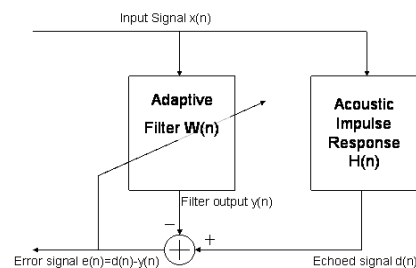 Input Signal x(n)
Adaptive
Filter W(n)
Acoustic
Impulse
Response
H(n)
Filter output y(n)
−
+
Error signal e(n)=d(n)-y(n)
Echoed signal d(n)